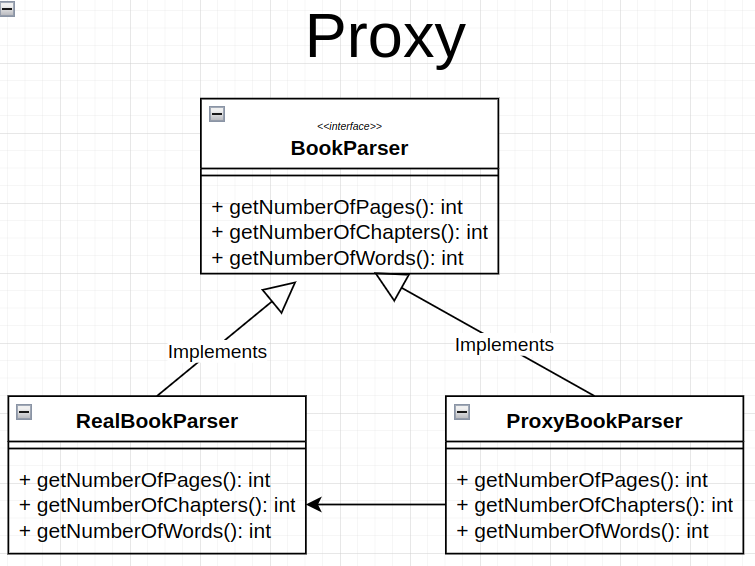 Proxy
<<interface>>
BookParser
+ getNumberOfPages(): int
+ getNumberOfChapters(): int
+ getNumberOfWords(): int
Implements
Implements
RealBookParser
+ getNumberOfPages(): int
+ getNumberOfChapters(): int
+ getNumberOfWords(): int
ProxyBookParser
+ getNumberOfPages(): int
+ getNumberOfChapters(): int
+ getNumberOfWords(): int